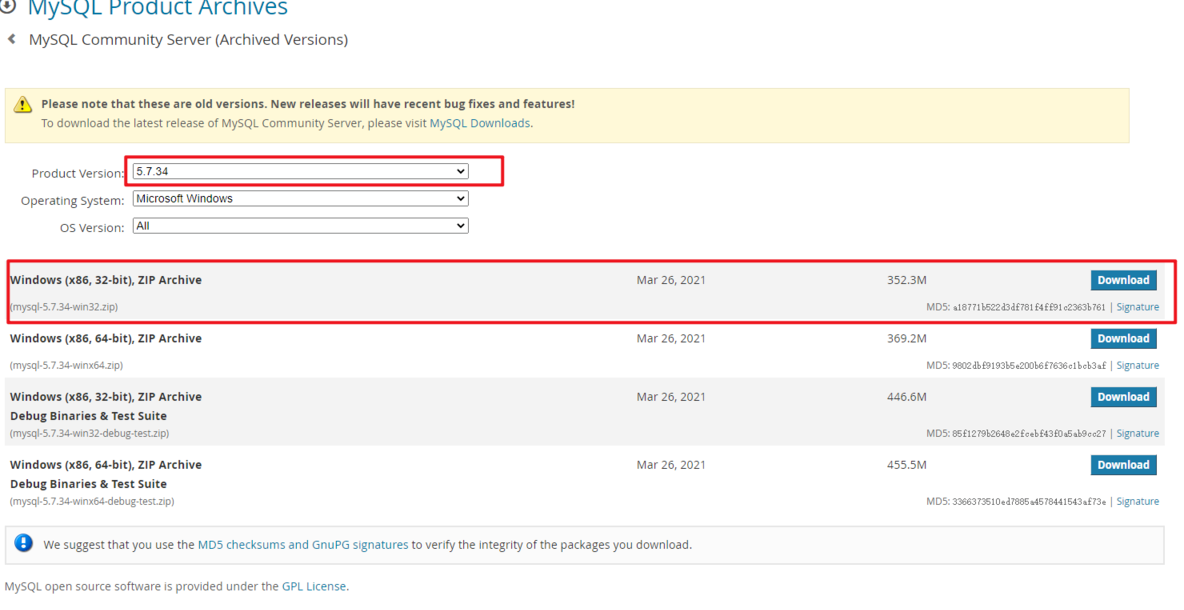 MySQL Product Archives
MySQL Community Server (Archived Versions)
Please note that these are old versions. New releases will have recent bug fixes and features!
To download the latest release of MySQL Community Server, please visit MySQL Downloads.
Product Version: 5.7.34
Operating System: Microsoft Windows
OS Version: All
Windows (x86, 32-bit), ZIP Archive Mar 26, 2021 352.3M Download
(mysql-5.7.34-win32.zip) MD5: a18771b522d3df781f4ff91c2363b761 | Signature
Windows (x86, 64-bit), ZIP Archive Mar 26, 2021 369.2M Download
(mysql-5.7.34-winx64.zip) MD5: 9802dbf9193b5e200b6f7636c1bcb3af | Signature
Windows (x86, 32-bit), ZIP Archive Mar 26, 2021 446.6M Download
Debug Binaries & Test Suite
(mysql-5.7.34-win32-debug-test.zip) MD5: 85f1279b2648e2fcebf43f0a5ab9cc27 | Signature
Windows (x86, 64-bit), ZIP Archive Mar 26, 2021 455.5M Download
Debug Binaries & Test Suite
(mysql-5.7.34-winx64-debug-test.zip) MD5: 3366373510ed7885a4578441543af73e | Signature
We suggest that you use the MD5 checksums and GnuPG signatures to verify the integrity of the packages you download.
MySQL open source software is provided under the GPL License.